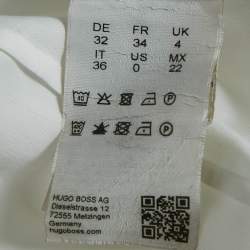 DE FR UK
32 34 4
IT US MX
36 0 22
HUGO BOSS AG
Dieselstrasse 12
72555 Metzingen
Germany
hugoboss.com